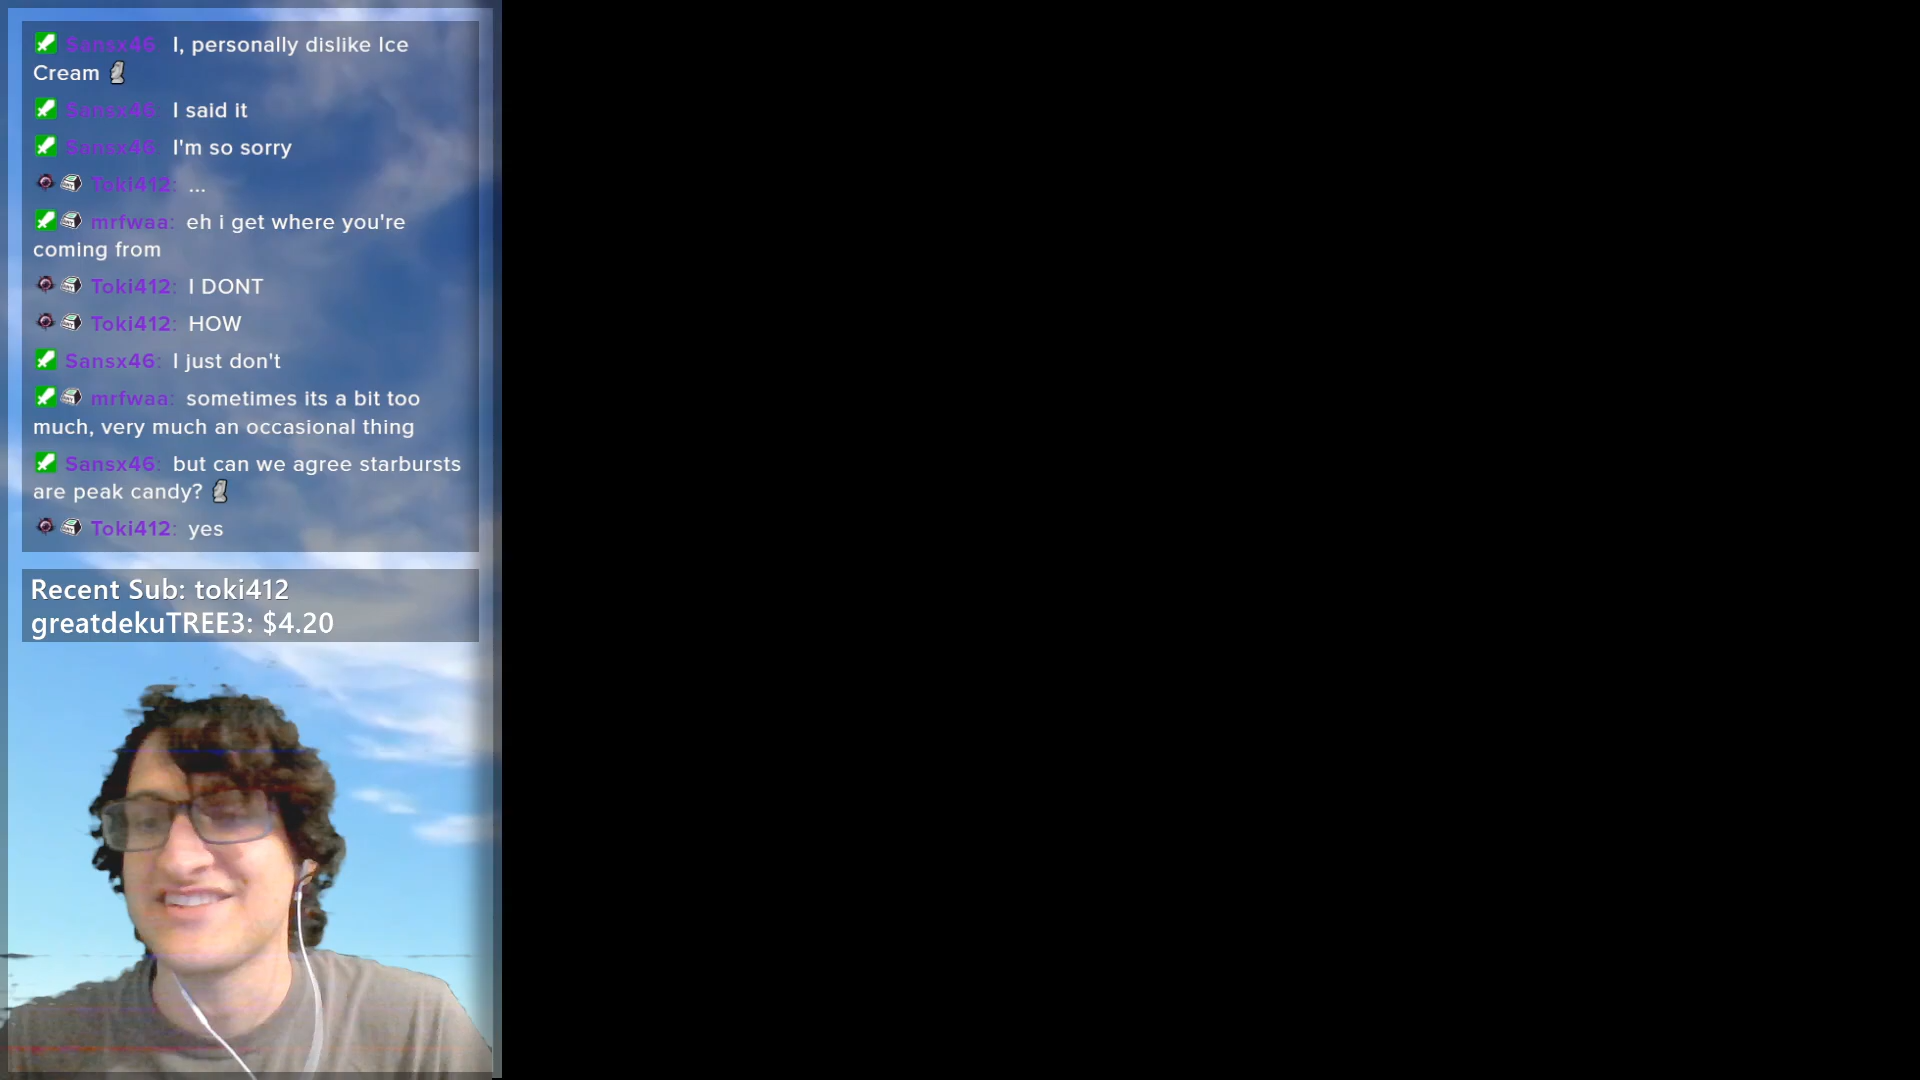 Sansx46: I, personally dislike Ice
Cream
Sansx46: I said it
Sansx46: I'm so sorry
Toki412: ...
mrfwaa: eh i get where you're
coming from
Toki412: I DONT
Toki412: HOW
Sansx46: I just don't
mrfwaa: sometimes its a bit too
much, very much an occasional thing
Sansx46: but can we agree starbursts
are peak candy?
Toki412: yes
Recent Sub: toki412
greatdekuTREE3: $4.20